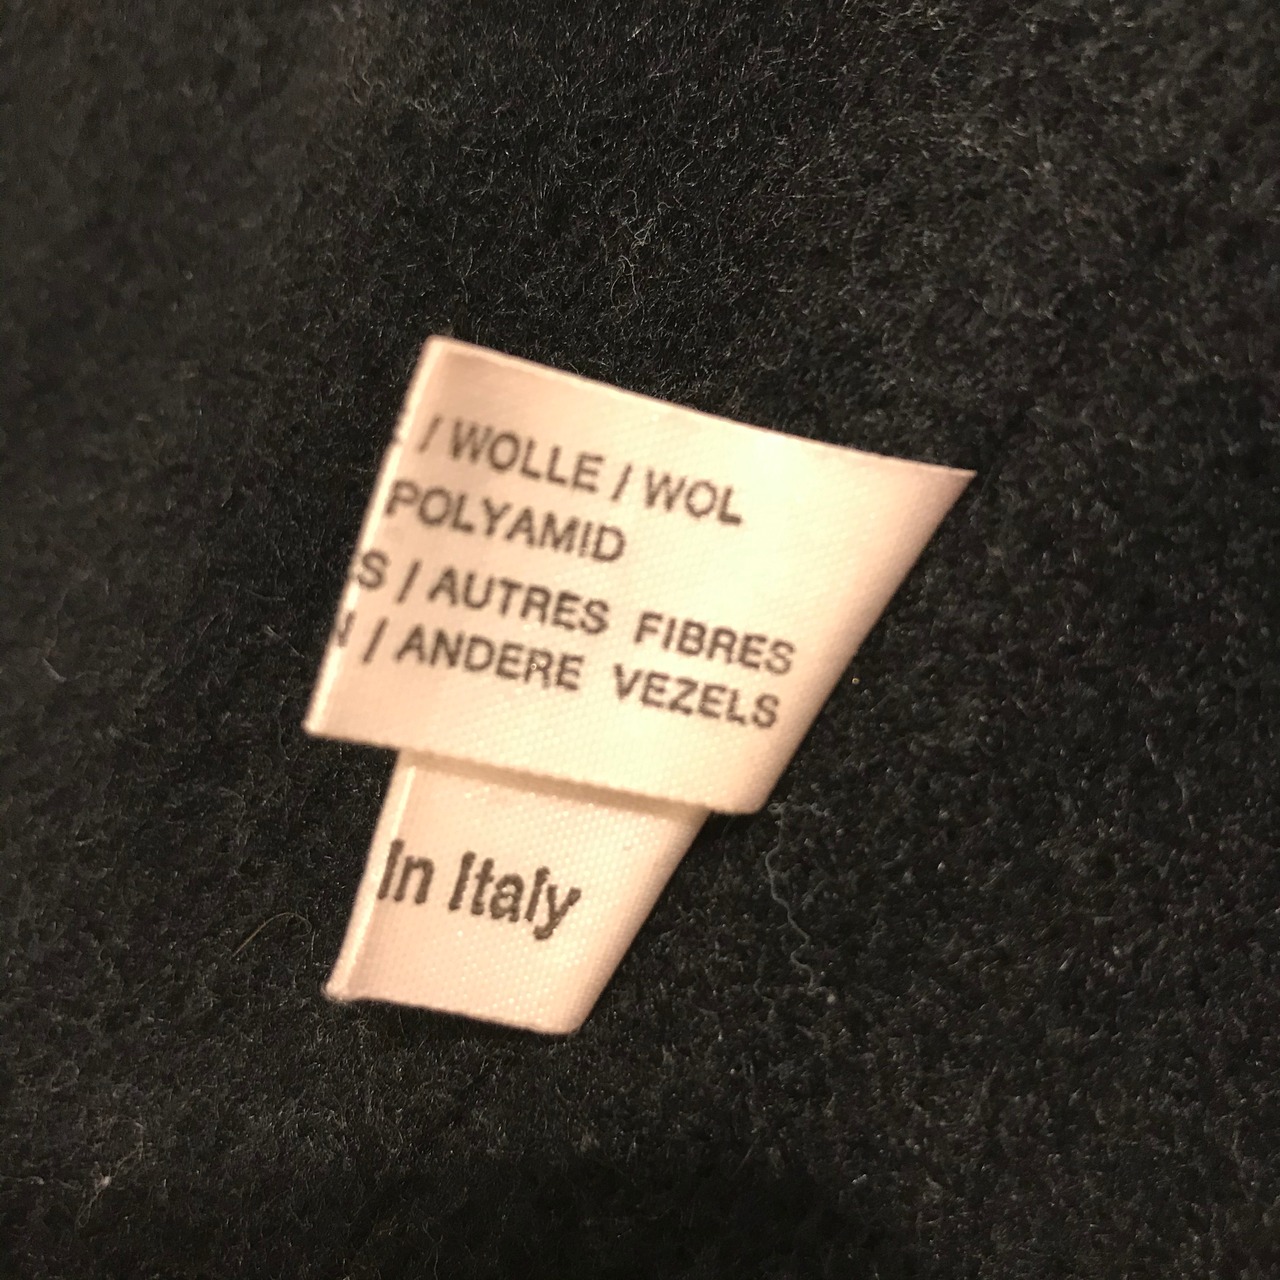 / WOLLE / WOL
POLYAMID
S / AUTRES FIBRES
N / ANDERE VEZELS
In Italy